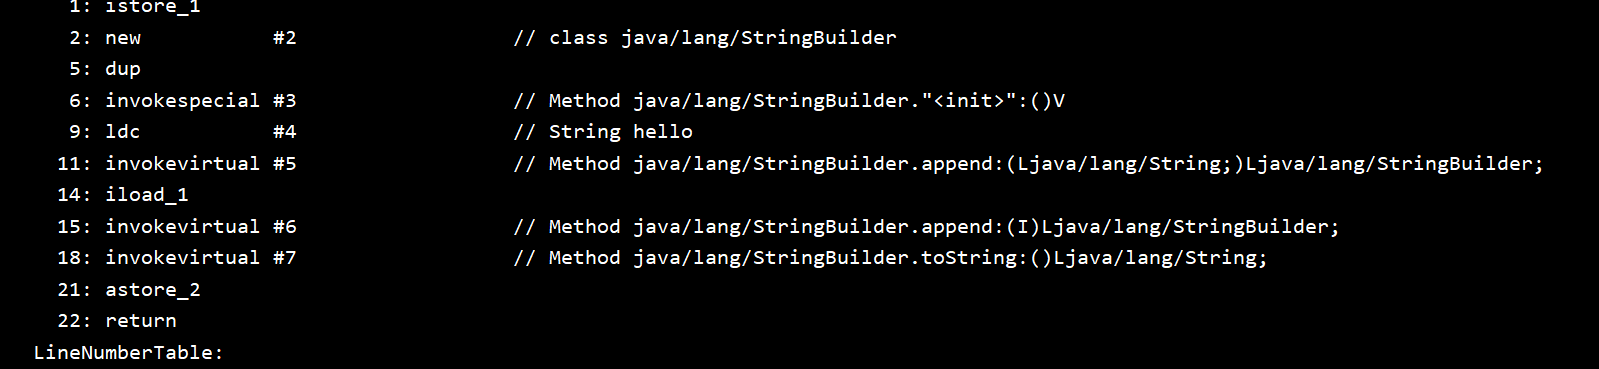 1: istore_1
2: new #2 // class java/lang/StringBuilder
5: dup
6: invokespecial #3 // Method java/lang/StringBuilder."<init>":()V
9: ldc #4 // String hello
11: invokevirtual #5 // Method java/lang/StringBuilder.append:(Ljava/lang/String;)Ljava/lang/StringBuilder;
14: iload_1
15: invokevirtual #6 // Method java/lang/StringBuilder.append:(I)Ljava/lang/StringBuilder;
18: invokevirtual #7 // Method java/lang/StringBuilder.toString:()Ljava/lang/String;
21: astore_2
22: return
LineNumberTable: